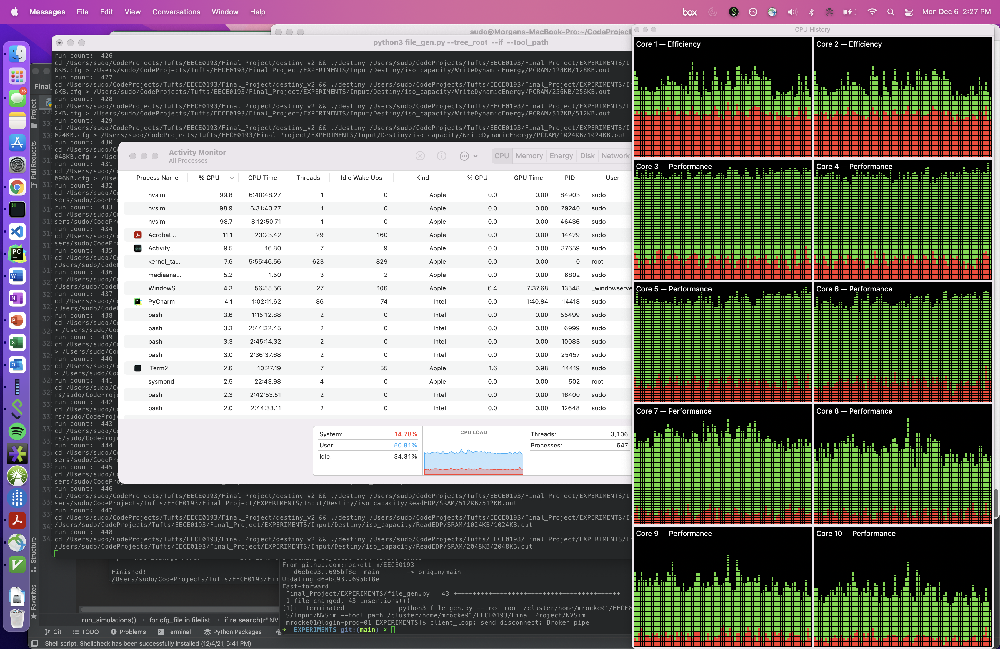 Messages File Edit View Conversations Window Help
box
Mon Dec 6 2:27 PM
sudo@Morgans-MacBook-Pro:~/CodeProject
python3 file_gen.py --tree_root --if --tool_path
run count: 426
cd /Users/sudo/CodeProjects/Tufts/EECE0193/Final_Project/destiny_v2 && ./destiny /Users/sudo/CodeProjects/Tufts/EECE0193/Final_Project/EXPERIMENTS/In
8KB.cfg > /Users/sudo/CodeProjects/Tufts/EECE0193/Final_Project/EXPERIMENTS/Input/Destiny/iso_capacity/WriteDynamicEnergy/PCRAM/128KB/128KB.out
run count: 427
cd /Users/sudo/CodeProjects/Tufts/EECE0193/Final_Project/destiny_v2 && ./destiny /Users/sudo/CodeProjects/Tufts/EECE0193/Final_Project/EXPERIMENTS/In
6KB.cfg > /Users/sudo/CodeProjects/Tufts/EECE0193/Final_Project/EXPERIMENTS/Input/Destiny/iso_capacity/WriteDynamicEnergy/PCRAM/256KB/256KB.out
run count: 428
cd /Users/sudo/CodeProjects/Tufts/EECE0193/Final_Project/destiny_v2 && ./destiny /Users/sudo/CodeProjects/Tufts/EECE0193/Final_Project/EXPERIMENTS/In
2KB.cfg > /Users/sudo/CodeProjects/Tufts/EECE0193/Final_Project/EXPERIMENTS/Input/Destiny/iso_capacity/WriteDynamicEnergy/PCRAM/512KB/512KB.out
run count: 429
cd /Users/sudo/CodeProjects/Tufts/EECE0193/Final_Project/destiny_v2 && ./destiny /Users/sudo/CodeProjects/Tufts/EECE0193/Final_Project/EXPERIMENTS/In
024KB.cfg > /Users/sudo/CodeProjects/Tufts/EECE0193/Final_Project/EXPERIMENTS/Input/Destiny/iso_capacity/WriteDynamicEnergy/PCRAM/1024KB/1024KB.out
run count: 430
cd /Users/sudo/Co
048KB.cfg > /User
run count: 431
cd /Users/sudo/Co
096KB.cfg > /User
run count: 432
cd /Users/sudo/Co
sers/sudo/CodePro
run count: 433
cd /Users/sudo/Co
sers/sudo/CodePro
run count: 434
cd /Users/sudo/Co
sers/sudo/CodePro
run count: 435
cd /Users/sudo/Co
/Users/sudo/CodeP
run count: 436
cd /Users/sudo/Co
/Users/sudo/CodeP
run count: 437
cd /Users/sudo/Co
/Users/sudo/CodeP
run count: 438
cd /Users/sudo/Co
> /Users/sudo/Cod
run count: 439
cd /Users/sudo/Co
> /Users/sudo/Cod
run count: 440
cd /Users/sudo/Co
> /Users/sudo/Cod
run count: 441
cd /Users/sudo/Co
rs/sudo/CodeProje
run count: 442
cd /Users/sudo/Co
rs/sudo/CodeProje
run count: 443
cd /Users/sudo/Co
rs/sudo/CodeProje
run count: 444
cd /Users/sudo/Co
sers/sudo/CodePro
run count: 445
cd /Users/sudo/Co
sers/sudo/CodePro
run count: 446
cd /Users/sudo/CodeProjects/Tufts/EECE0193/Final_Project/destiny_v2 && ./destiny /Users/sudo/CodeProjects/Tufts/EECE0193/Final_Project/EXPERIMENTS/In
sers/sudo/CodeProjects/Tufts/EECE0193/Final_Project/EXPERIMENTS/Input/Destiny/iso_capacity/ReadEDP/SRAM/512KB/512KB.out
run count: 447
cd /Users/sudo/CodeProjects/Tufts/EECE0193/Final_Project/destiny_v2 && ./destiny /Users/sudo/CodeProjects/Tufts/EECE0193/Final_Project/EXPERIMENTS/In
/Users/sudo/CodeProjects/Tufts/EECE0193/Final_Project/EXPERIMENTS/Input/Destiny/iso_capacity/ReadEDP/SRAM/1024KB/1024KB.out
run count: 448
cd /Users/sudo/CodeProjects/Tufts/EECE0193/Final_Project/destiny_v2 && ./destiny /Users/sudo/CodeProjects/Tufts/EECE0193/Final_Project/EXPERIMENTS/In
/Users/sudo/CodeProjects/Tufts/EECE0193/Final_Project/EXPERIMENTS/Input/Destiny/iso_capacity/ReadEDP/SRAM/2048KB/2048KB.out
Activity Monitor
All Processes
CPU Memory Energy Disk Network
Process Name % CPU CPU Time Threads Idle Wake Ups Kind % GPU GPU Time PID User
nvsim 99.8 6:40:48.27 1 0 Apple 0.0 0.00 84903 sudo
nvsim 98.9 6:31:43.27 1 0 Apple 0.0 0.00 29240 sudo
nvsim 98.7 8:12:50.71 1 0 Apple 0.0 0.00 46436 sudo
Acrobat... 11.1 23:23.42 29 160 Apple 0.0 0.00 14429 sudo
Activity... 9.5 16.80 7 9 Apple 0.0 0.00 37659 sudo
kernel_ta... 7.6 5:55:46.56 623 829 Apple 0.0 0.00 0 root
mediaana... 5.2 1.50 3 2 Apple 0.0 0.00 6802 sudo
WindowS... 4.3 56:55.56 27 106 Apple 6.4 7:37.68 13548 _windowserve
PyCharm 4.1 1:02:11.62 86 74 Intel 0.0 1:40.84 14418 sudo
bash 3.6 1:15:12.88 2 0 Intel 0.0 0.00 55499 sudo
bash 3.3 2:44:32.45 2 0 Intel 0.0 0.00 6999 sudo
bash 3.3 2:45:14.32 2 0 Intel 0.0 0.00 10083 sudo
bash 3.0 2:36:37.68 2 0 Intel 0.0 0.00 25457 sudo
iTerm2 2.6 10:27.19 7 55 Apple 1.6 0.98 14419 sudo
sysmond 2.5 22:43.98 4 0 Apple 0.0 0.00 502 root
bash 2.3 2:42:53.51 2 0 Intel 0.0 0.00 16400 sudo
bash 2.0 2:44:33.11 2 0 Intel 0.0 0.00 12648 sudo
System: 14.78%
User: 50.91%
Idle: 34.31%
CPU LOAD
Threads: 3,106
Processes: 647
CPU History
Core 1 — Efficiency
Core 2 — Efficiency
Core 3 — Performance
Core 4 — Performance
Core 5 — Performance
Core 6 — Performance
Core 7 — Performance
Core 8 — Performance
Core 9 — Performance
Core 10 — Performance
36
Final_
Project
Pull Requests
Structure
Favorites
Finished!
/Users/sudo/CodeProjects/Tufts/EECE0193/Fin
From github.com:rockett-m/EECE0193
d6ebc93..695bf8e main -> origin/main
Updating d6ebc93..695bf8e
Fast-forward
Final_Project/EXPERIMENTS/file_gen.py | 43 +++++++++++++++++++++++++++++++++++++++++++
1 file changed, 43 insertions(+)
[1]+ Terminated python3 file_gen.py --tree_root /cluster/home/mrocke01/EECE0
TS/Input/NVSim --tool_path /cluster/home/mrocke01/EECE0193/Final_Project/NVSim
[mrocke01@login-prod-01 EXPERIMENTS]$ client_loop: send disconnect: Broken pipe
➜ EXPERIMENTS git:(main) ✗
run_simulations() › for cfg_file in filelist › if re.search(r"NVS
Git TODO Problems Terminal Python Packages
Shell script: Shellcheck has been successfully installed (12/4/21, 5:41 PM)